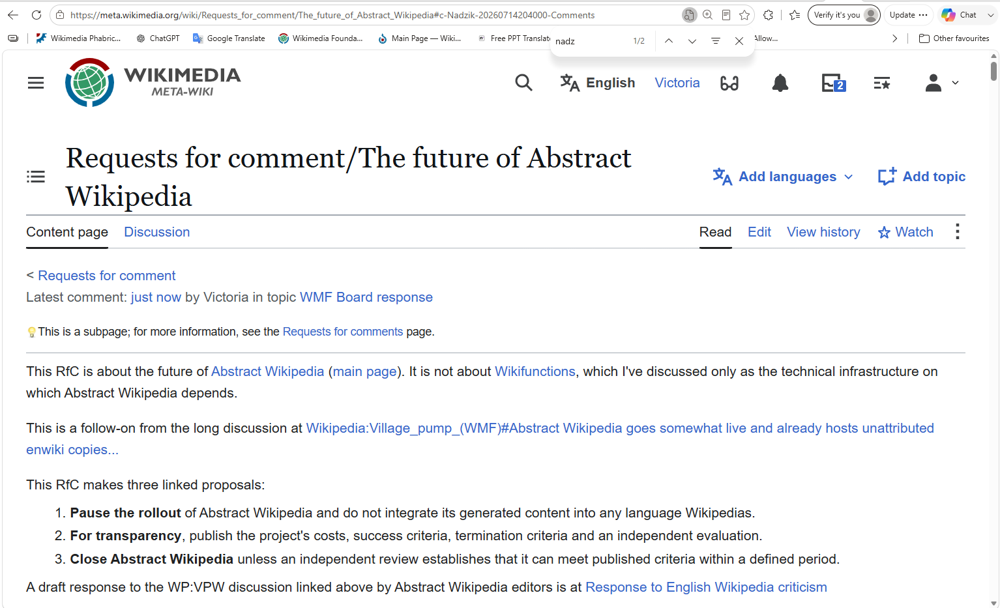 https://meta.wikimedia.org/wiki/Requests_for_comment/The_future_of_Abstract_Wikipedia#c-Nadzik-20260714204000-Comments
Verify it's you
Update
Chat
Wikimedia Phabric...
ChatGPT
Google Translate
Wikimedia Founda...
Main Page — Wiki...
Free PPT Translat
nadz
1/2
Allow...
Other favourites
WIKIMEDIA
META-WIKI
English
Victoria
2
Requests for comment/The future of Abstract
Wikipedia
Add languages
Add topic
Content page
Discussion
Read
Edit
View history
Watch
< Requests for comment
Latest comment: just now by Victoria in topic WMF Board response
This is a subpage; for more information, see the Requests for comments page.
This RfC is about the future of Abstract Wikipedia (main page). It is not about Wikifunctions, which I've discussed only as the technical infrastructure on
which Abstract Wikipedia depends.
This is a follow-on from the long discussion at Wikipedia:Village_pump_(WMF)#Abstract Wikipedia goes somewhat live and already hosts unattributed
enwiki copies...
This RfC makes three linked proposals:
1. Pause the rollout of Abstract Wikipedia and do not integrate its generated content into any language Wikipedias.
2. For transparency, publish the project's costs, success criteria, termination criteria and an independent evaluation.
3. Close Abstract Wikipedia unless an independent review establishes that it can meet published criteria within a defined period.
A draft response to the WP:VPW discussion linked above by Abstract Wikipedia editors is at Response to English Wikipedia criticism